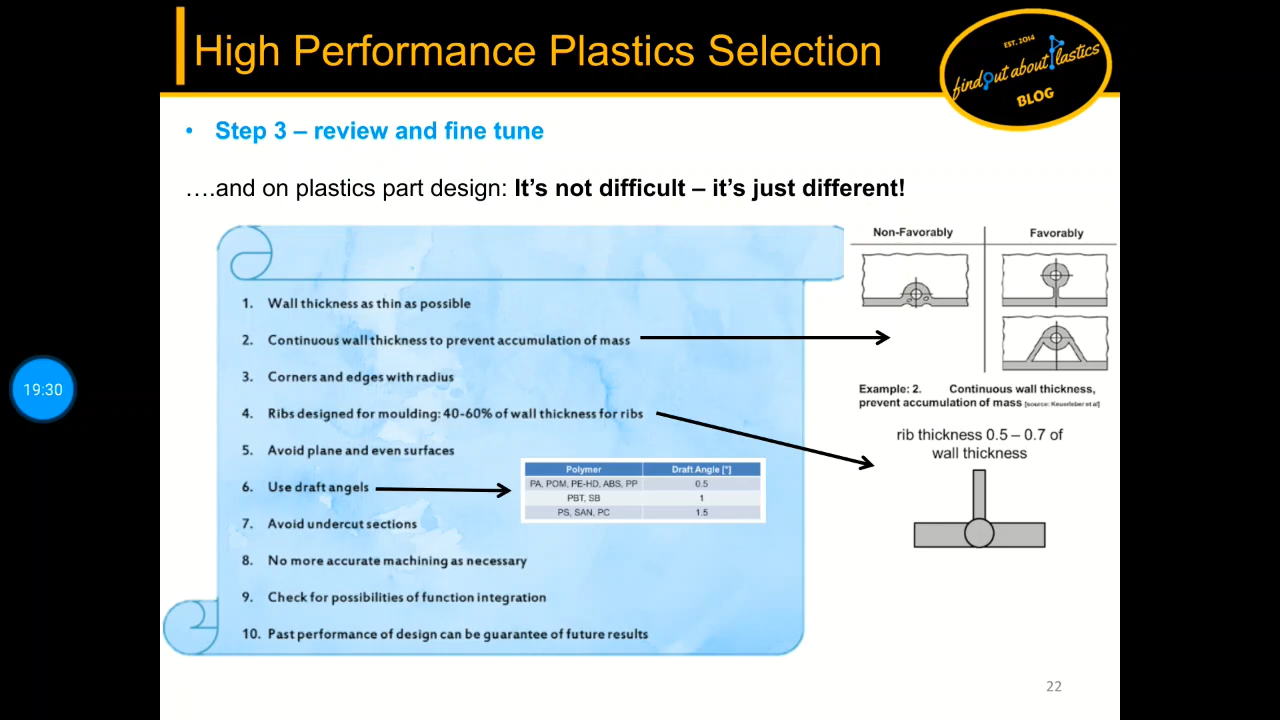 High Performance Plastics Selection
EST. 2014
findout about Plastics
BLOG
• Step 3 – review and fine tune
….and on plastics part design: It’s not difficult – it’s just different!
1. Wall thickness as thin as possible
2. Continuous wall thickness to prevent accumulation of mass
3. Corners and edges with radius
4. Ribs designed for moulding: 40-60% of wall thickness for ribs
5. Avoid plane and even surfaces
6. Use draft angels
Polymer Draft Angle [°]
PA, POM, PE-HD, ABS, PP 0.5
PBT, SB 1
PS, SAN, PC 1.5
7. Avoid undercut sections
8. No more accurate machining as necessary
9. Check for possibilities of function integration
10. Past performance of design can be guarantee of future results
Non-Favorably Favorably
Example: 2. Continuous wall thickness,
prevent accumulation of mass [source: Keuerleber et al]
rib thickness 0.5 – 0.7 of
wall thickness
19:30
22